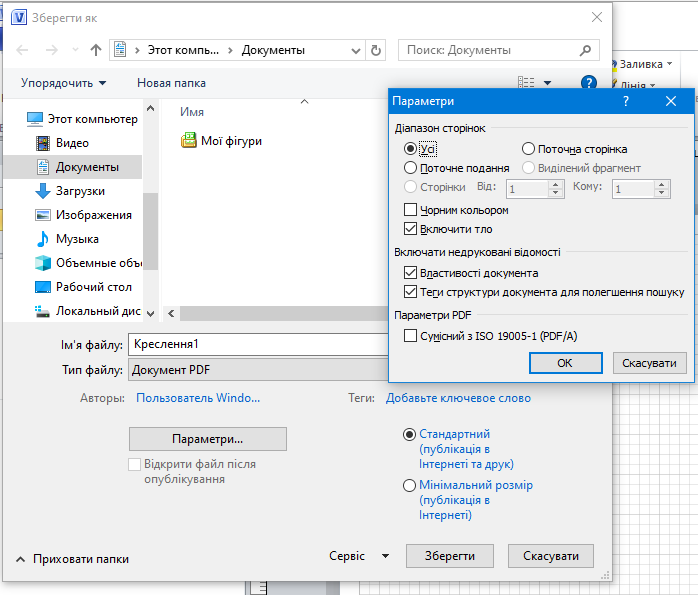 Зберегти як
Этот компь... Документы
Поиск: Документы
Упорядочить Новая папка
Заливка
Лінія
Этот компьютер
Видео
Документы
Загрузки
Изображения
Музыка
Объемные объ
Рабочий стол
Локальный дис
Имя
Мої фігури
Параметри
Діапазон сторінок
Усі Поточна сторінка
Поточне подання Виділений фрагмент
Сторінки Від: 1 Кому: 1
Чорним кольором
Включити тло
Включати недруковані відомості
Властивості документа
Теги структури документа для полегшення пошуку
Параметри PDF
Сумісний з ISO 19005-1 (PDF/A)
OK Скасувати
Ім'я файлу: Креслення1
Тип файлу: Документ PDF
Авторы: Пользователь Windo... Теги: Добавьте ключевое слово
Параметри...
Відкрити файл після
опублікування
Стандартний
(публікація в
Інтернеті та друк)
Мінімальний розмір
(публікація в
Інтернеті)
Приховати папки
Сервіс Зберегти Скасувати